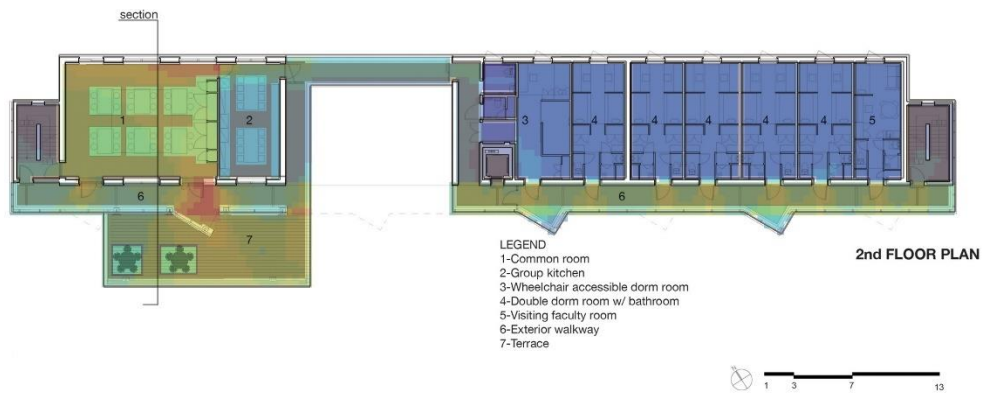 section
1
2
3
4
4
4
4
4
5
6
6
7
LEGEND
1-Common room
2-Group kitchen
3-Wheelchair accessible dorm room
4-Double dorm room w/ bathroom
5-Visiting faculty room
6-Exterior walkway
7-Terrace
2nd FLOOR PLAN
1 3 7 13